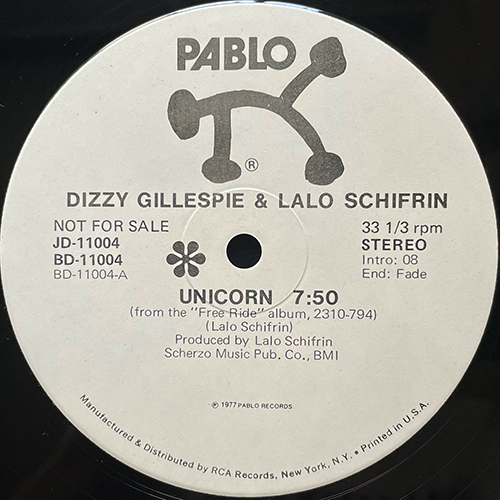 PABLO
®
DIZZY GILLESPIE & LALO SCHIFRIN
NOT FOR SALE
JD-11004
BD-11004
BD-11004-A
33 1/3 rpm
STEREO
Intro: 08
End: Fade
UNICORN 7:50
(from the "Free Ride" album, 2310-794)
(Lalo Schifrin)
Produced by Lalo Schifrin
Scherzo Music Pub. Co., BMI
℗ 1977 PABLO RECORDS
Manufactured & Distributed by RCA Records, New York, N.Y. • Printed in U.S.A.